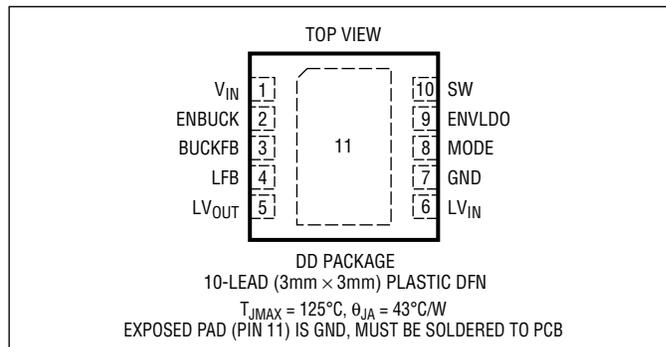 TOP VIEW
VIN 1
10 SW
ENBUCK 2
9 ENVLDO
BUCKFB 3
8 MODE
11
LFB 4
7 GND
LVOUT 5
6 LVIN
DD PACKAGE
10-LEAD (3mm × 3mm) PLASTIC DFN
TJMAX = 125°C, θJA = 43°C/W
EXPOSED PAD (PIN 11) IS GND, MUST BE SOLDERED TO PCB